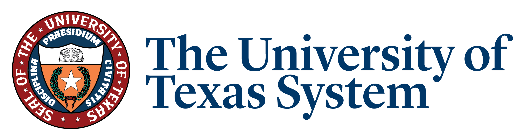 SEAL · OF · THE · UNIVERSITY · OF · TEXAS
PRAESIDIUM
DISCIPLINA
CIVITATIS
The University of
Texas System